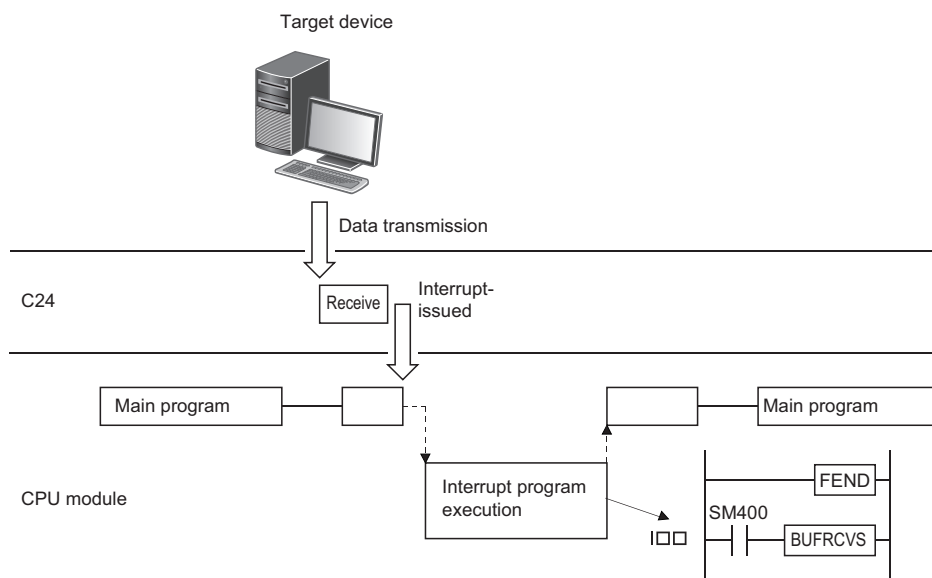 Target device
Data transmission
C24
Receive
Interrupt-
issued
Main program
Main program
CPU module
Interrupt program
execution
I□□
FEND
SM400
BUFRCVS